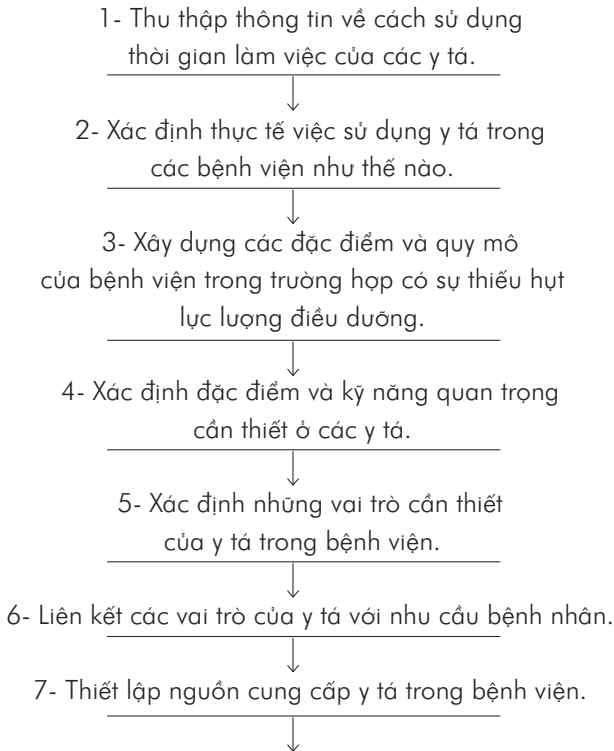 1- Thu thập thông tin về cách sử dụng
thời gian làm việc của các y tá.
2- Xác định thực tế việc sử dụng y tá trong
các bệnh viện như thế nào.
3- Xây dựng các đặc điểm và quy mô
của bệnh viện trong trường hợp có sự thiếu hụt
lực lượng điều dưỡng.
4- Xác định đặc điểm và kỹ năng quan trọng
cần thiết ở các y tá.
5- Xác định những vai trò cần thiết
của y tá trong bệnh viện.
6- Liên kết các vai trò của y tá với nhu cầu bệnh nhân.
7- Thiết lập nguồn cung cấp y tá trong bệnh viện.